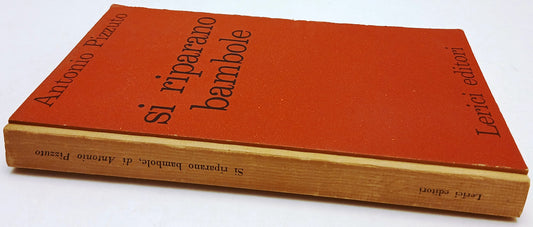 Antonio Pizzuto
si riparano
bambole
Lerici editori
Si riparano bambole, di Antonio Pizzuto
Lerici editori